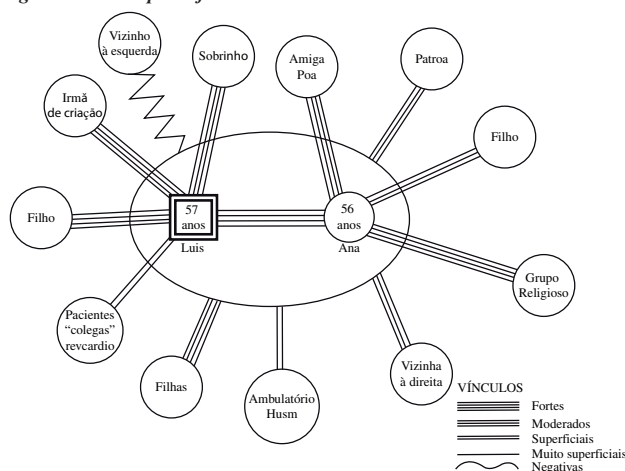 Vizinho
à esquerda
Sobrinho
Amiga
Poa
Patroa
Irmã
de criação
Filho
Filho
57
anos
Luis
56
anos
Ana
Grupo
Religioso
Pacientes
“colegas”
revcardio
Filhas
Ambulatório
Husm
Vizinha
à direita
VÍNCULOS
Fortes
Moderados
Superficiais
Muito superficiais
Negativas